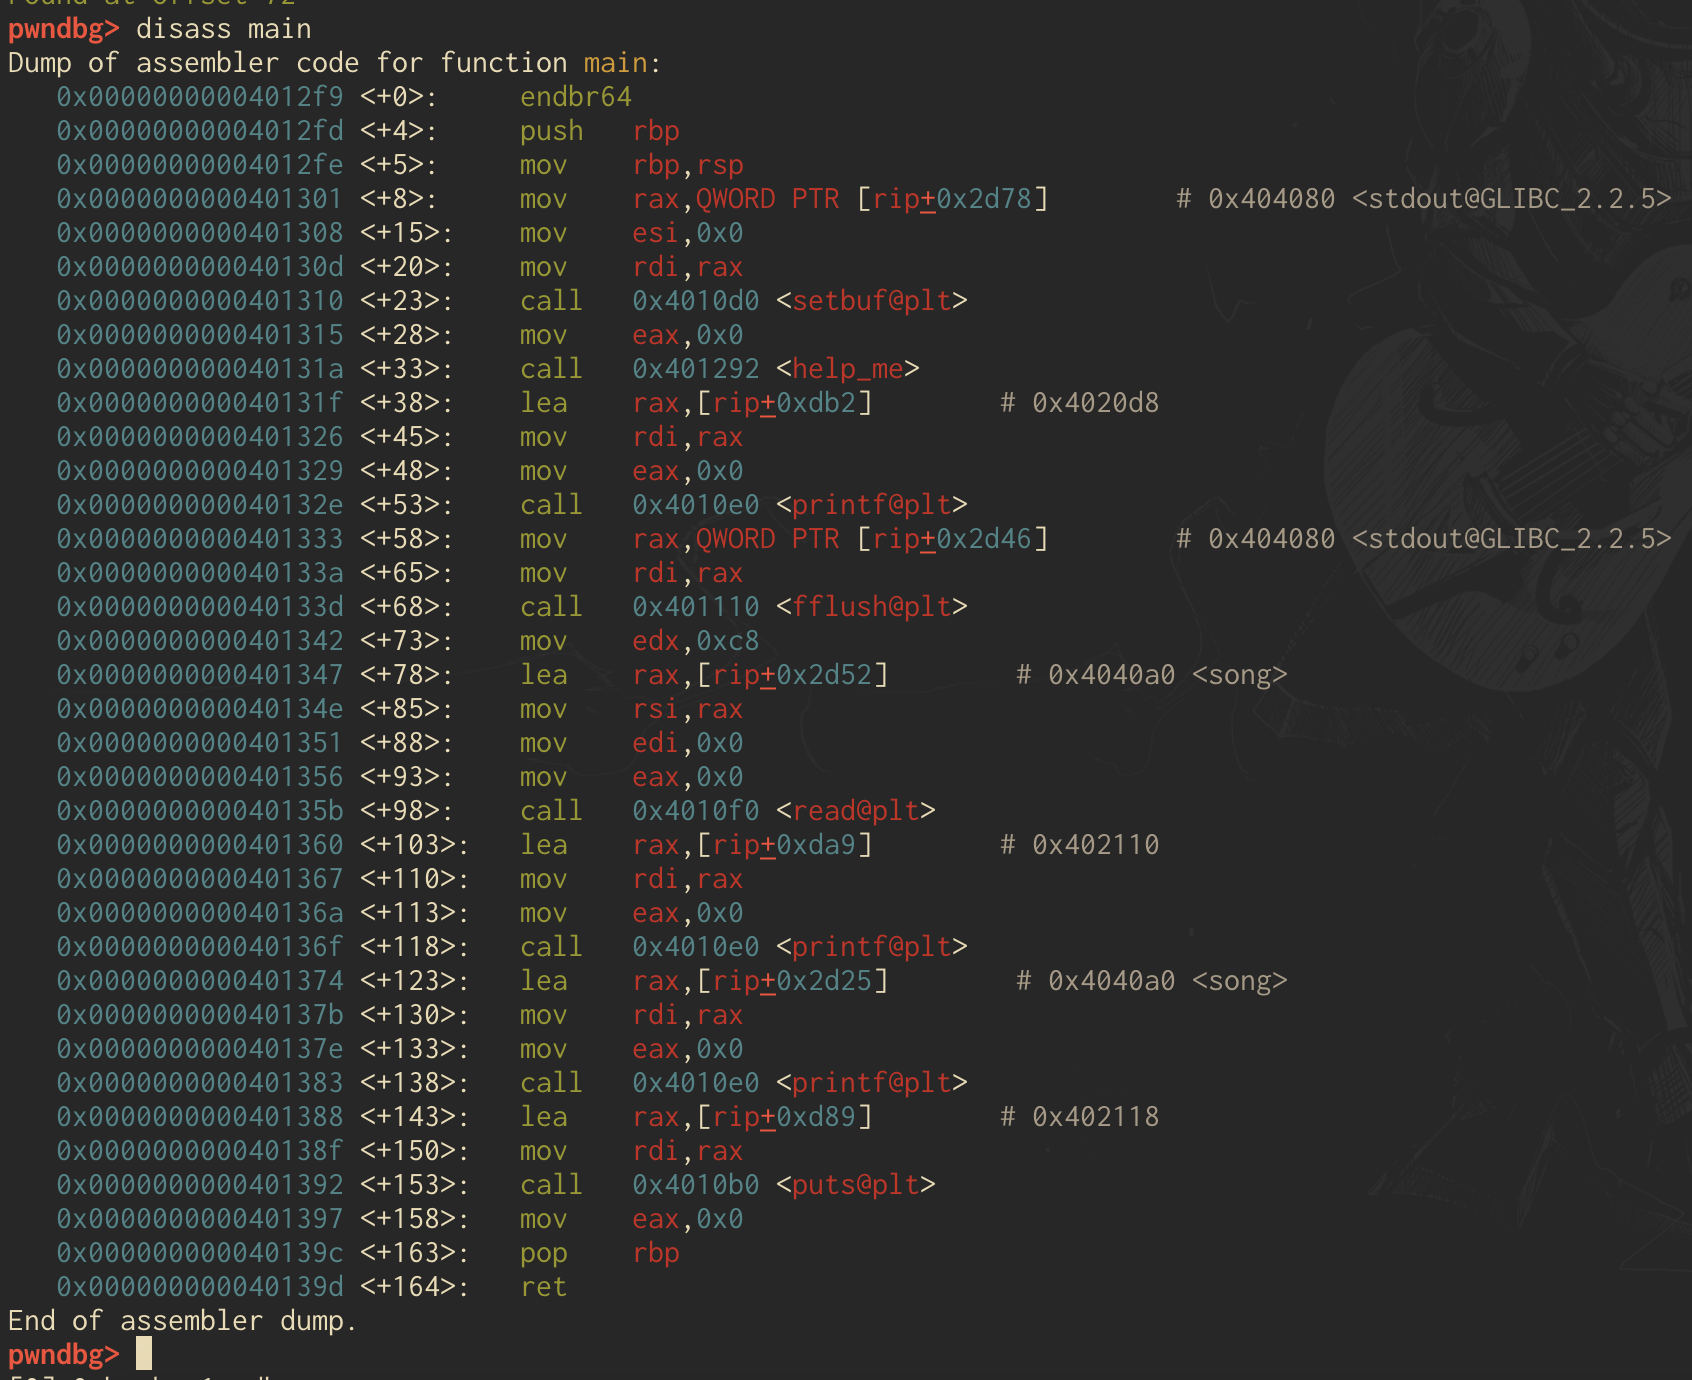 Found at offset 72
pwndbg> disass main
Dump of assembler code for function main:
0x00000000004012f9 <+0>: endbr64
0x00000000004012fd <+4>: push rbp
0x00000000004012fe <+5>: mov rbp,rsp
0x0000000000401301 <+8>: mov rax,QWORD PTR [rip+0x2d78] # 0x404080 <stdout@GLIBC_2.2.5>
0x0000000000401308 <+15>: mov esi,0x0
0x000000000040130d <+20>: mov rdi,rax
0x0000000000401310 <+23>: call 0x4010d0 <setbuf@plt>
0x0000000000401315 <+28>: mov eax,0x0
0x000000000040131a <+33>: call 0x401292 <help_me>
0x000000000040131f <+38>: lea rax,[rip+0xdb2] # 0x4020d8
0x0000000000401326 <+45>: mov rdi,rax
0x0000000000401329 <+48>: mov eax,0x0
0x000000000040132e <+53>: call 0x4010e0 <printf@plt>
0x0000000000401333 <+58>: mov rax,QWORD PTR [rip+0x2d46] # 0x404080 <stdout@GLIBC_2.2.5>
0x000000000040133a <+65>: mov rdi,rax
0x000000000040133d <+68>: call 0x401110 <fflush@plt>
0x0000000000401342 <+73>: mov edx,0xc8
0x0000000000401347 <+78>: lea rax,[rip+0x2d52] # 0x4040a0 <song>
0x000000000040134e <+85>: mov rsi,rax
0x0000000000401351 <+88>: mov edi,0x0
0x0000000000401356 <+93>: mov eax,0x0
0x000000000040135b <+98>: call 0x4010f0 <read@plt>
0x0000000000401360 <+103>: lea rax,[rip+0xda9] # 0x402110
0x0000000000401367 <+110>: mov rdi,rax
0x000000000040136a <+113>: mov eax,0x0
0x000000000040136f <+118>: call 0x4010e0 <printf@plt>
0x0000000000401374 <+123>: lea rax,[rip+0x2d25] # 0x4040a0 <song>
0x000000000040137b <+130>: mov rdi,rax
0x000000000040137e <+133>: mov eax,0x0
0x0000000000401383 <+138>: call 0x4010e0 <printf@plt>
0x0000000000401388 <+143>: lea rax,[rip+0xd89] # 0x402118
0x000000000040138f <+150>: mov rdi,rax
0x0000000000401392 <+153>: call 0x4010b0 <puts@plt>
0x0000000000401397 <+158>: mov eax,0x0
0x000000000040139c <+163>: pop rbp
0x000000000040139d <+164>: ret
End of assembler dump.
pwndbg>